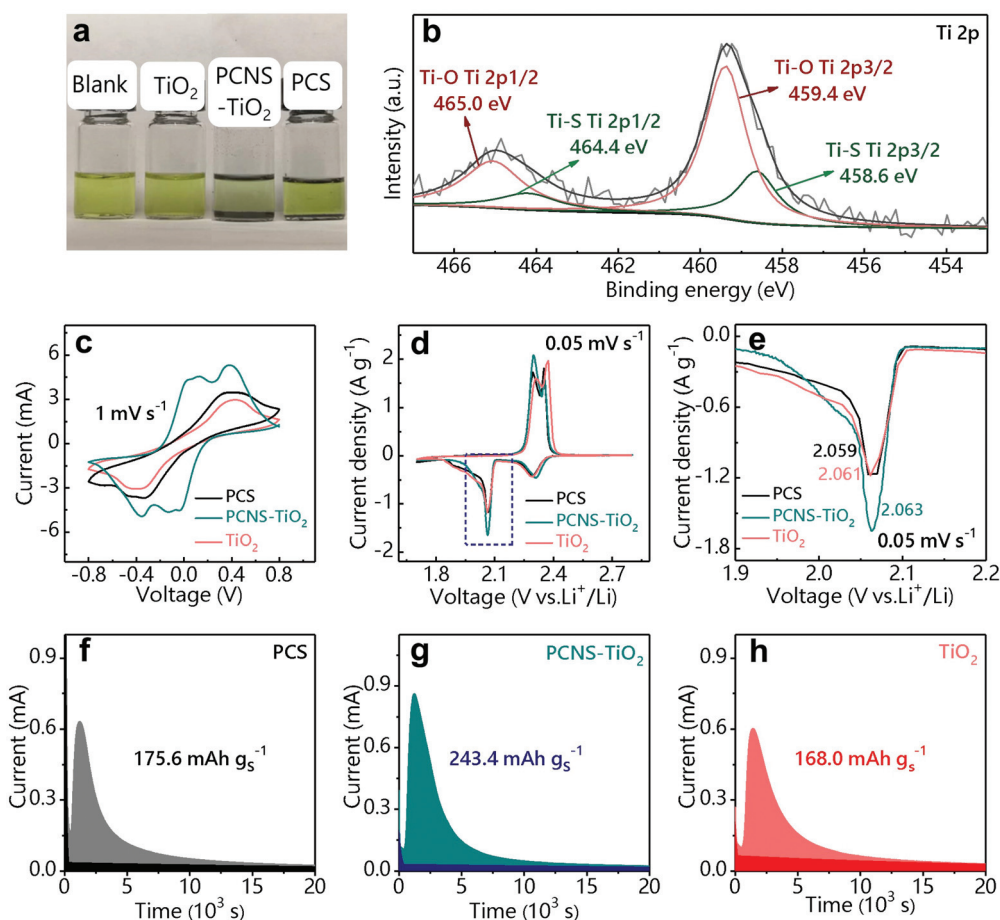 a
Blank
TiO₂
PCNS
-TiO₂
PCS
b
Ti 2p
Ti-O Ti 2p1/2
465.0 eV
Ti-S Ti 2p1/2
464.4 eV
Ti-O Ti 2p3/2
459.4 eV
Ti-S Ti 2p3/2
458.6 eV
Intensity (a.u.)
466 464 462 460 458 456 454
Binding energy (eV)
c
1 mV s⁻¹
PCS
PCNS-TiO₂
TiO₂
Current (mA)
6
3
0
-3
-6
-0.8 -0.4 0.0 0.4 0.8
Voltage (V)
d
0.05 mV s⁻¹
PCS
PCNS-TiO₂
TiO₂
Current density (A g⁻¹)
2
1
0
-1
-2
1.8 2.1 2.4 2.7
Voltage (V vs.Li⁺/Li)
e
2.059
2.061
2.063
PCS
PCNS-TiO₂
TiO₂
0.05 mV s⁻¹
Current density (A g⁻¹)
0.0
-0.6
-1.2
-1.8
1.9 2.0 2.1 2.2
Voltage (V vs.Li⁺/Li)
f
PCS
175.6 mAh gₛ⁻¹
Current (mA)
0.9
0.6
0.3
0.0
0 5 10 15 20
Time (10³ s)
g
PCNS-TiO₂
243.4 mAh gₛ⁻¹
Current (mA)
0.9
0.6
0.3
0.0
0 5 10 15 20
Time (10³ s)
h
TiO₂
168.0 mAh gₛ⁻¹
Current (mA)
0.9
0.6
0.3
0.0
0 5 10 15 20
Time (10³ s)